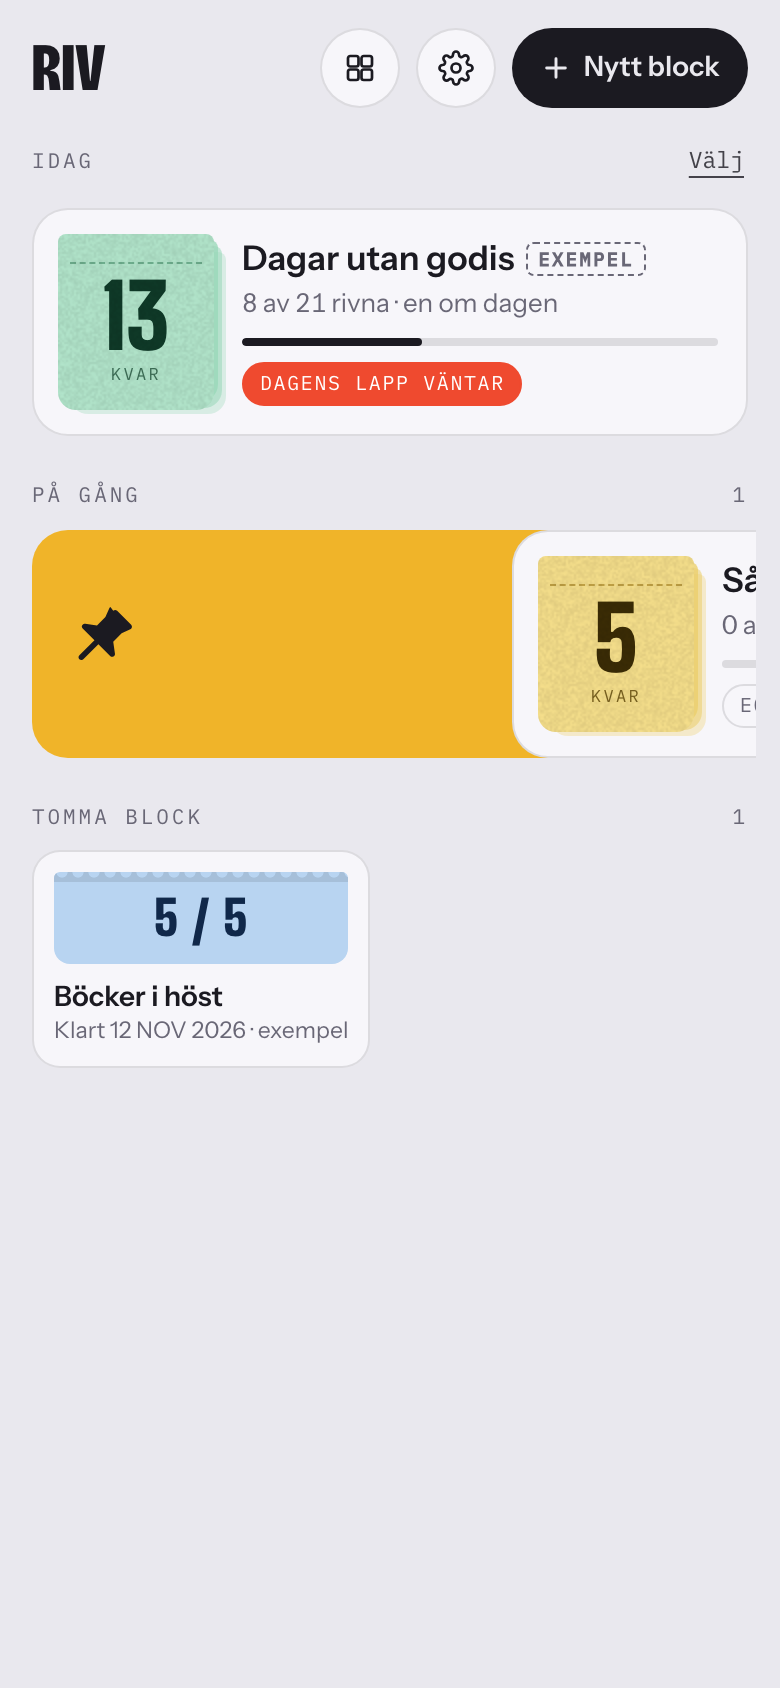 RIV
Nytt block
IDAG
Välj
13
KVAR
Dagar utan godis
EXEMPEL
8 av 21 rivna · en om dagen
DAGENS LAPP VÄNTAR
PÅ GÅNG
1
5
KVAR
Så
0 a
TOMMA BLOCK
1
5 / 5
Böcker i höst
Klart 12 NOV 2026 · exempel